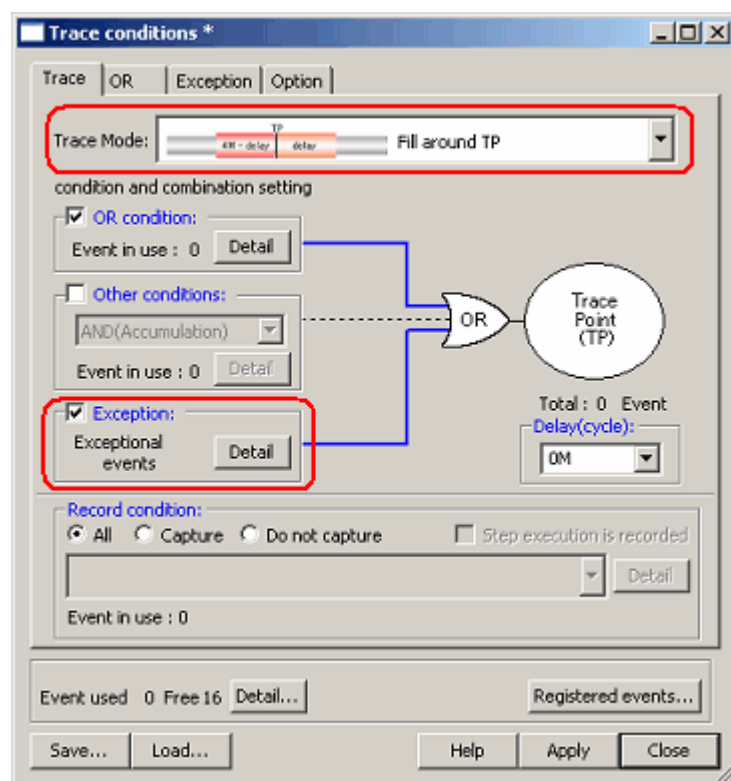 Trace conditions *
Trace OR Exception Option
TP
Trace Mode: 4M - delay delay Fill around TP
condition and combination setting
OR condition:
Event in use : 0 Detail
Other conditions:
AND(Accumulation)
Event in use : 0 Detail
Exception:
Exceptional
events
Detail
OR
Trace
Point
(TP)
Total : 0 Event
Delay(cycle):
0M
Record condition:
All Capture Do not capture Step execution is recorded
Detail
Event in use : 0
Event used 0 Free 16 Detail... Registered events...
Save... Load... Help Apply Close